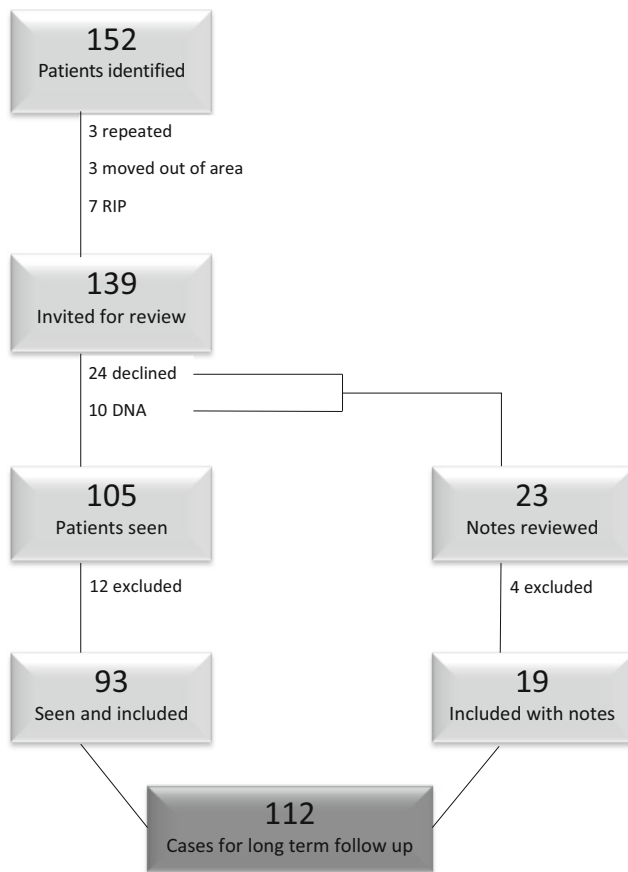 152
Patients identified
3 repeated
3 moved out of area
7 RIP
139
Invited for review
24 declined
10 DNA
105
Patients seen
23
Notes reviewed
12 excluded
4 excluded
93
Seen and included
19
Included with notes
112
Cases for long term follow up